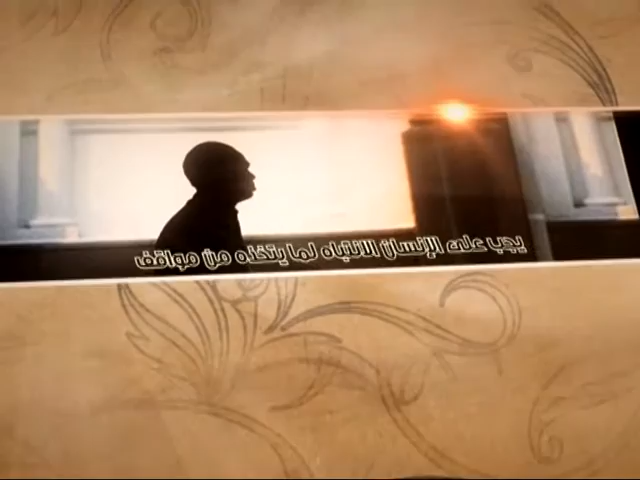 يجب على الإنسان الانتباه لما يتخذه من مواقف